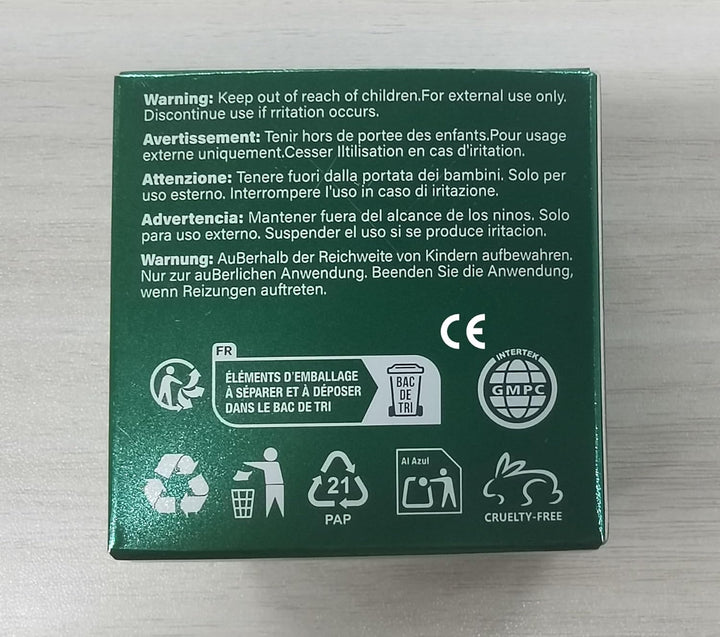 Warning: Keep out of reach of children.For external use only.
Discontinue use if rritation occurs.
Avertissement: Tenir hors de portee des enfants.Pour usage
externe uniquement.Cesser Iltilisation en cas d'irritation.
Attenzione: Tenere fuori dalla portata dei bambini. Solo per
uso esterno. Interrompere l'uso in caso di iritazione.
Advertencia: Mantener fuera del alcance de los ninos. Solo
para uso externo. Suspender el uso si se produce iritacion.
Warnung: AuBerhalb der Reichweite von Kindern aufbewahren.
Nur zur auBerlichen Anwendung. Beenden Sie die Anwendung,
wenn Reizungen auftreten.
CE
FR
ÉLÉMENTS D'EMBALLAGE
À SÉPARER ET À DÉPOSER
DANS LE BAC DE TRI
BAC
DE
TRI
INTERTEK
GMPC
21
PAP
Al Azul
CRUELTY-FREE